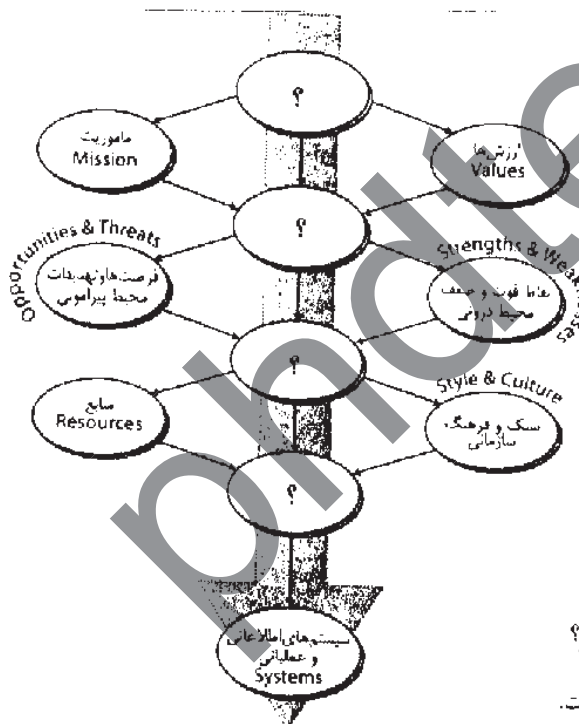 ؟
ماموریت
Mission
ارزش‌ها
Values
؟
Opportunities & Threats
فرصت‌ها و تهدیدات
محیط پیرامونی
Strengths &
نقاط قوت و ضعف
محیط درونی
؟
منابع
Resources
Style & Culture
سبک و فرهنگ
سازمانی
؟
سیستم‌های اطلاعاتی
و عملیاتی
Systems
؟